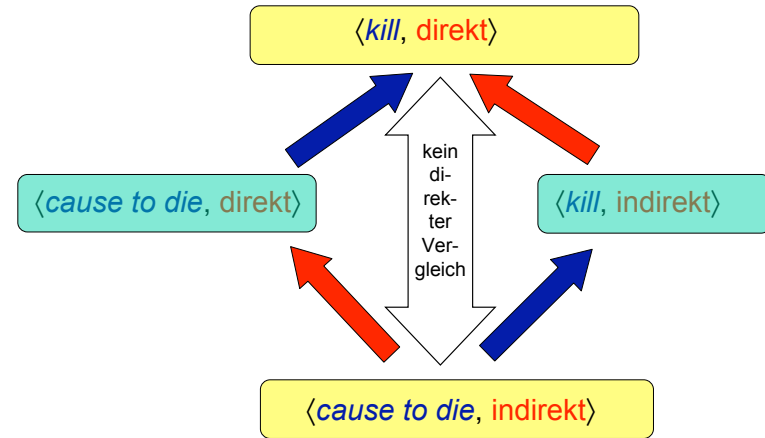 ⟨kill, direkt⟩
kein
di-
rek-
ter
Ver-
gleich
⟨cause to die, direkt⟩
⟨kill, indirekt⟩
⟨cause to die, indirekt⟩